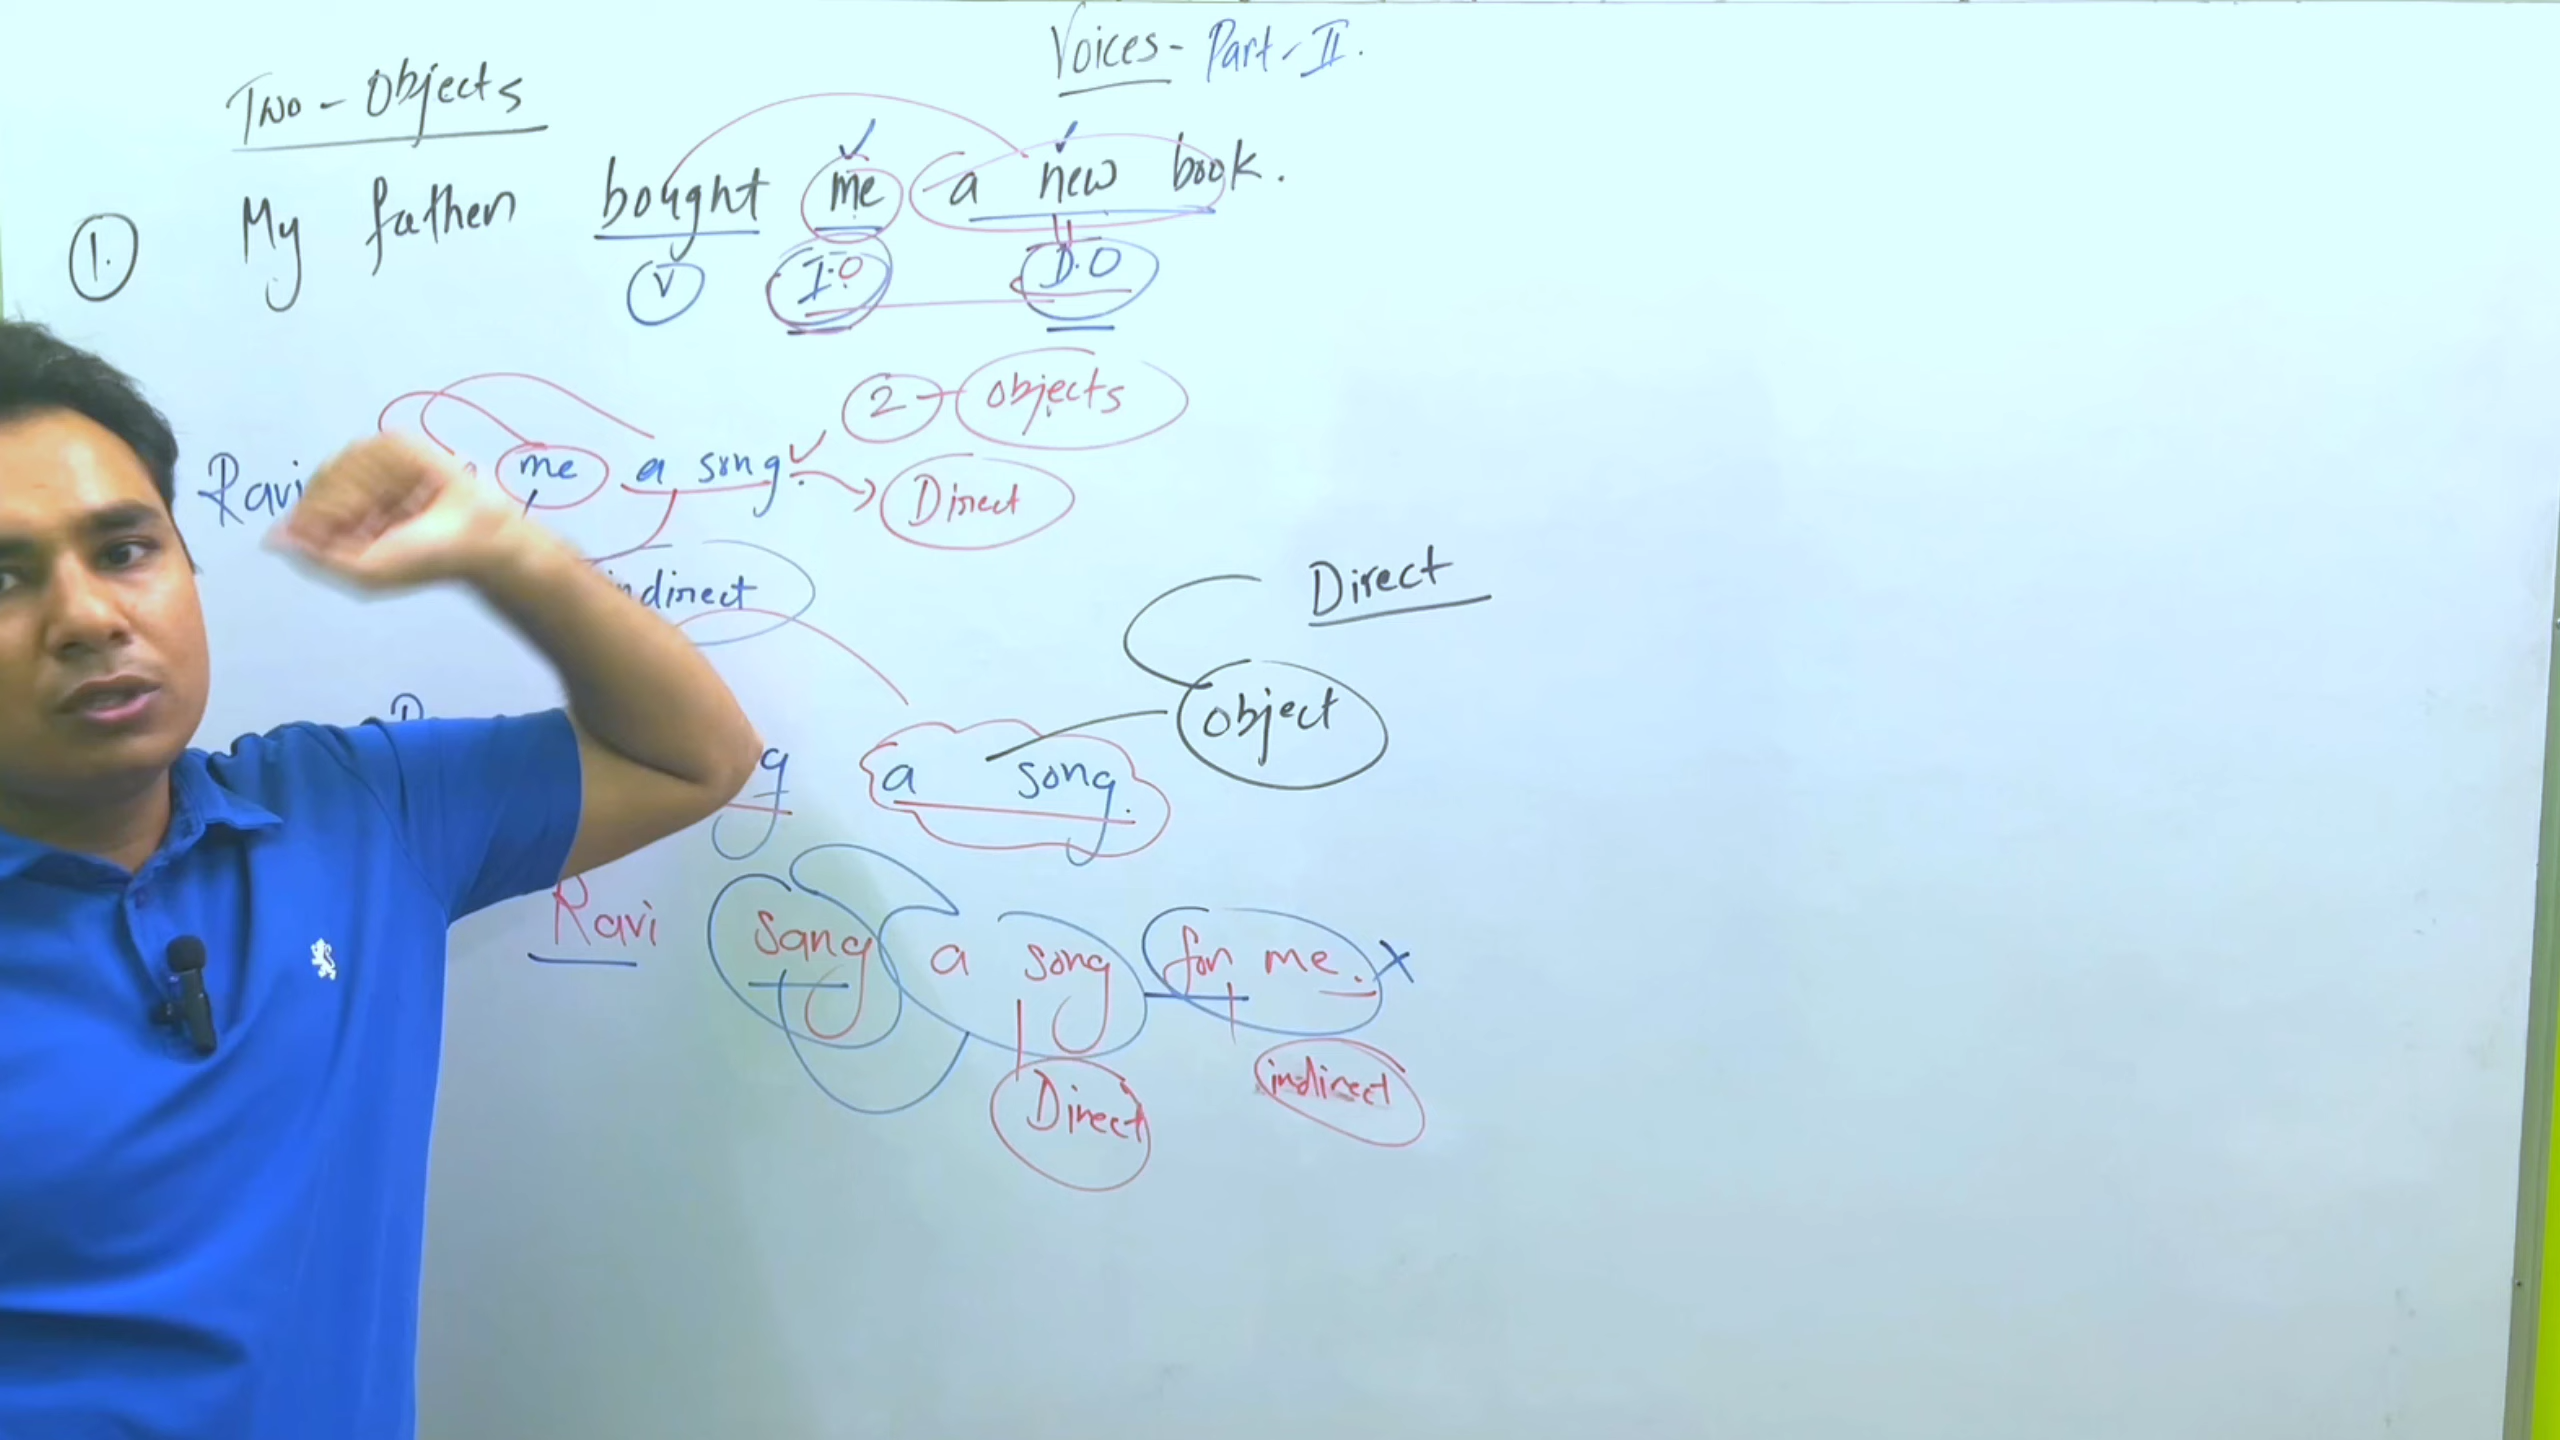 Voices - Part - II.
Two - Objects
1. My father bought me a new book.
V I.O D.O
2 objects
Ravi me a song.
Direct
indirect
Direct
object
a song.
Ravi sang a song for me. x
Direct indirect